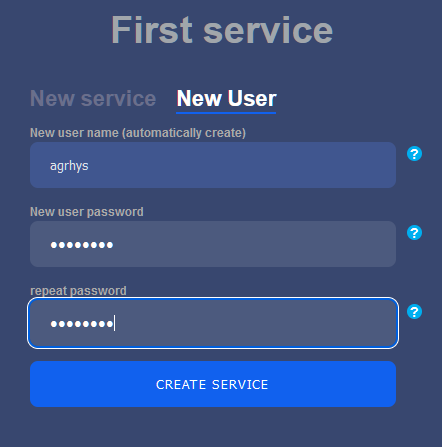 First service
New service New User
New user name (automatically create)
agrhys
?
New user password
••••••••
?
repeat password
••••••••
?
CREATE SERVICE